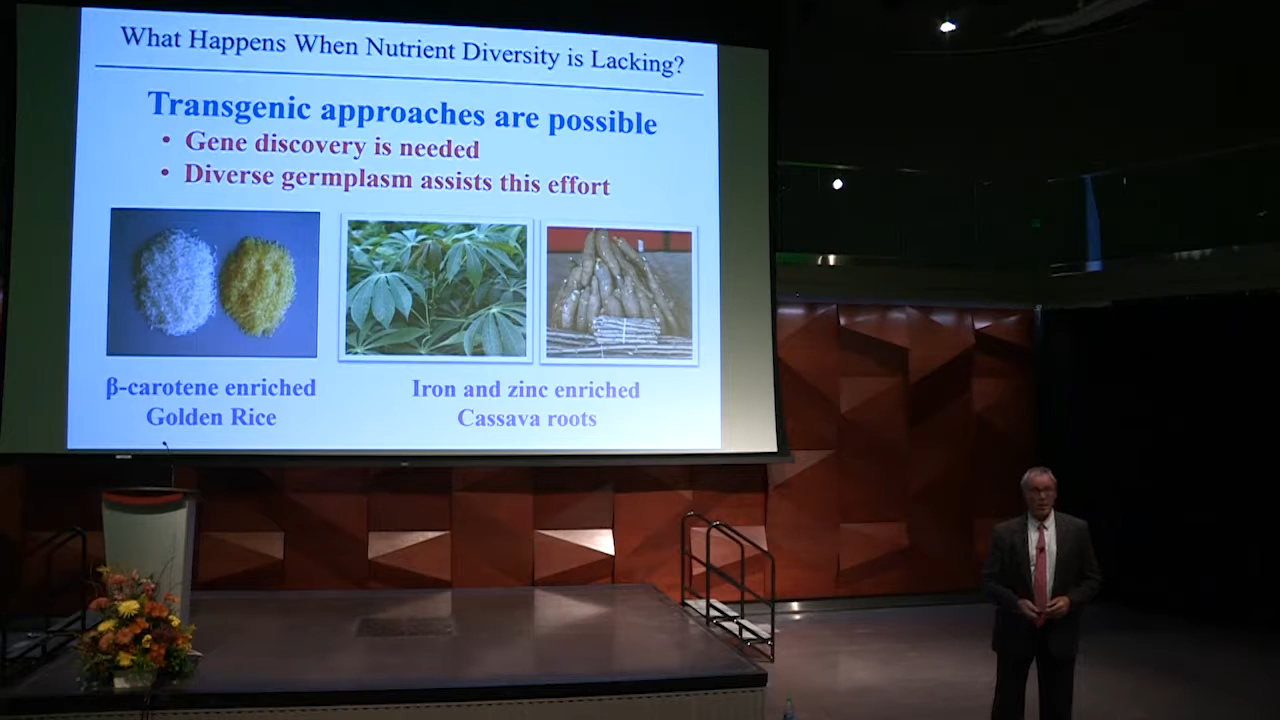 What Happens When Nutrient Diversity is Lacking?
Transgenic approaches are possible
• Gene discovery is needed
• Diverse germplasm assists this effort
β-carotene enriched
Golden Rice
Iron and zinc enriched
Cassava roots